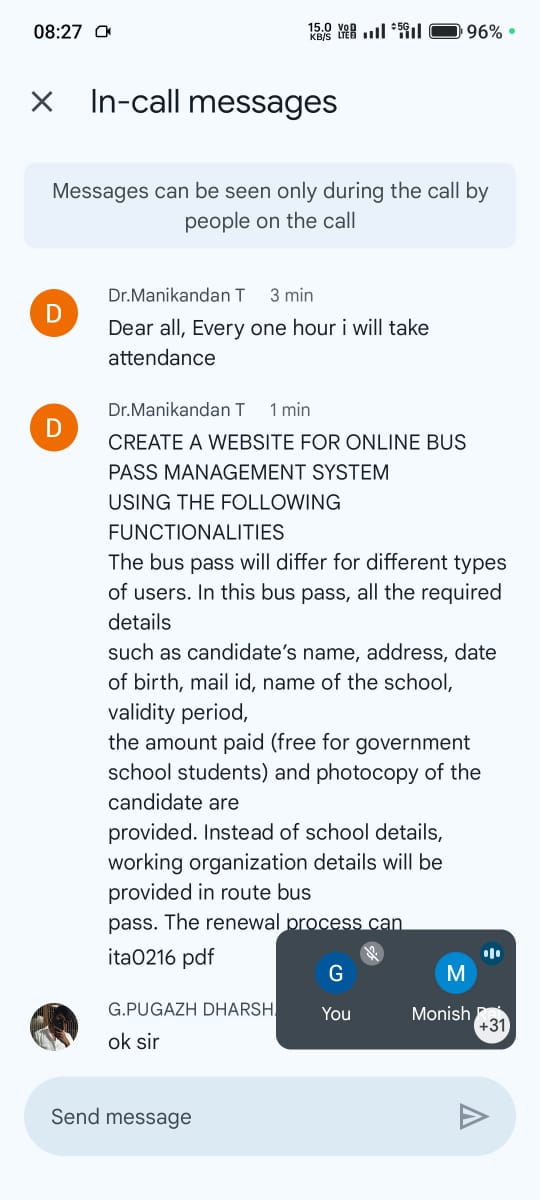 08:27
15.0 KB/S VoD LTE 5G 96%
In-call messages
Messages can be seen only during the call by
people on the call
D
Dr.Manikandan T 3 min
Dear all, Every one hour i will take
attendance
D
Dr.Manikandan T 1 min
CREATE A WEBSITE FOR ONLINE BUS
PASS MANAGEMENT SYSTEM
USING THE FOLLOWING
FUNCTIONALITIES
The bus pass will differ for different types
of users. In this bus pass, all the required
details
such as candidate’s name, address, date
of birth, mail id, name of the school,
validity period,
the amount paid (free for government
school students) and photocopy of the
candidate are
provided. Instead of school details,
working organization details will be
provided in route bus
pass. The renewal process can
ita0216 pdf
G.PUGAZH DHARSH
ok sir
G
You
M
Monish
+31
Send message